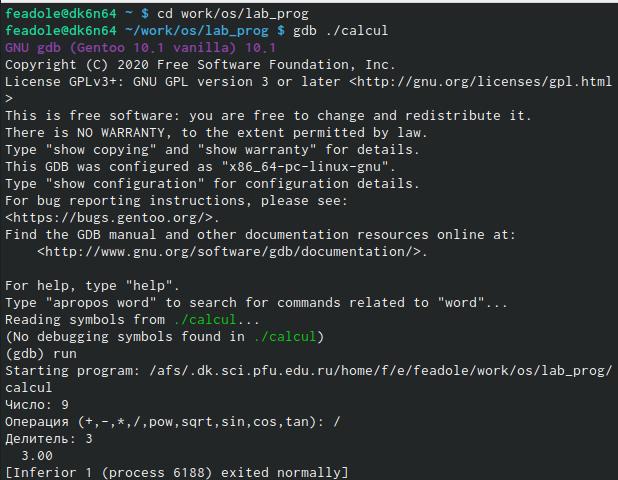 feadole@dk6n64 ~ $ cd work/os/lab_prog
feadole@dk6n64 ~/work/os/lab_prog $ gdb ./calcul
GNU gdb (Gentoo 10.1 vanilla) 10.1
Copyright (C) 2020 Free Software Foundation, Inc.
License GPLv3+: GNU GPL version 3 or later <http://gnu.org/licenses/gpl.html
>
This is free software: you are free to change and redistribute it.
There is NO WARRANTY, to the extent permitted by law.
Type "show copying" and "show warranty" for details.
This GDB was configured as "x86_64-pc-linux-gnu".
Type "show configuration" for configuration details.
For bug reporting instructions, please see:
<https://bugs.gentoo.org/>.
Find the GDB manual and other documentation resources online at:
    <http://www.gnu.org/software/gdb/documentation/>.

For help, type "help".
Type "apropos word" to search for commands related to "word"...
Reading symbols from ./calcul...
(No debugging symbols found in ./calcul)
(gdb) run
Starting program: /afs/.dk.sci.pfu.edu.ru/home/f/e/feadole/work/os/lab_prog/
calcul
Число: 9
Операция (+,-,*,/,pow,sqrt,sin,cos,tan): /
Делитель: 3
  3.00
[Inferior 1 (process 6188) exited normally]